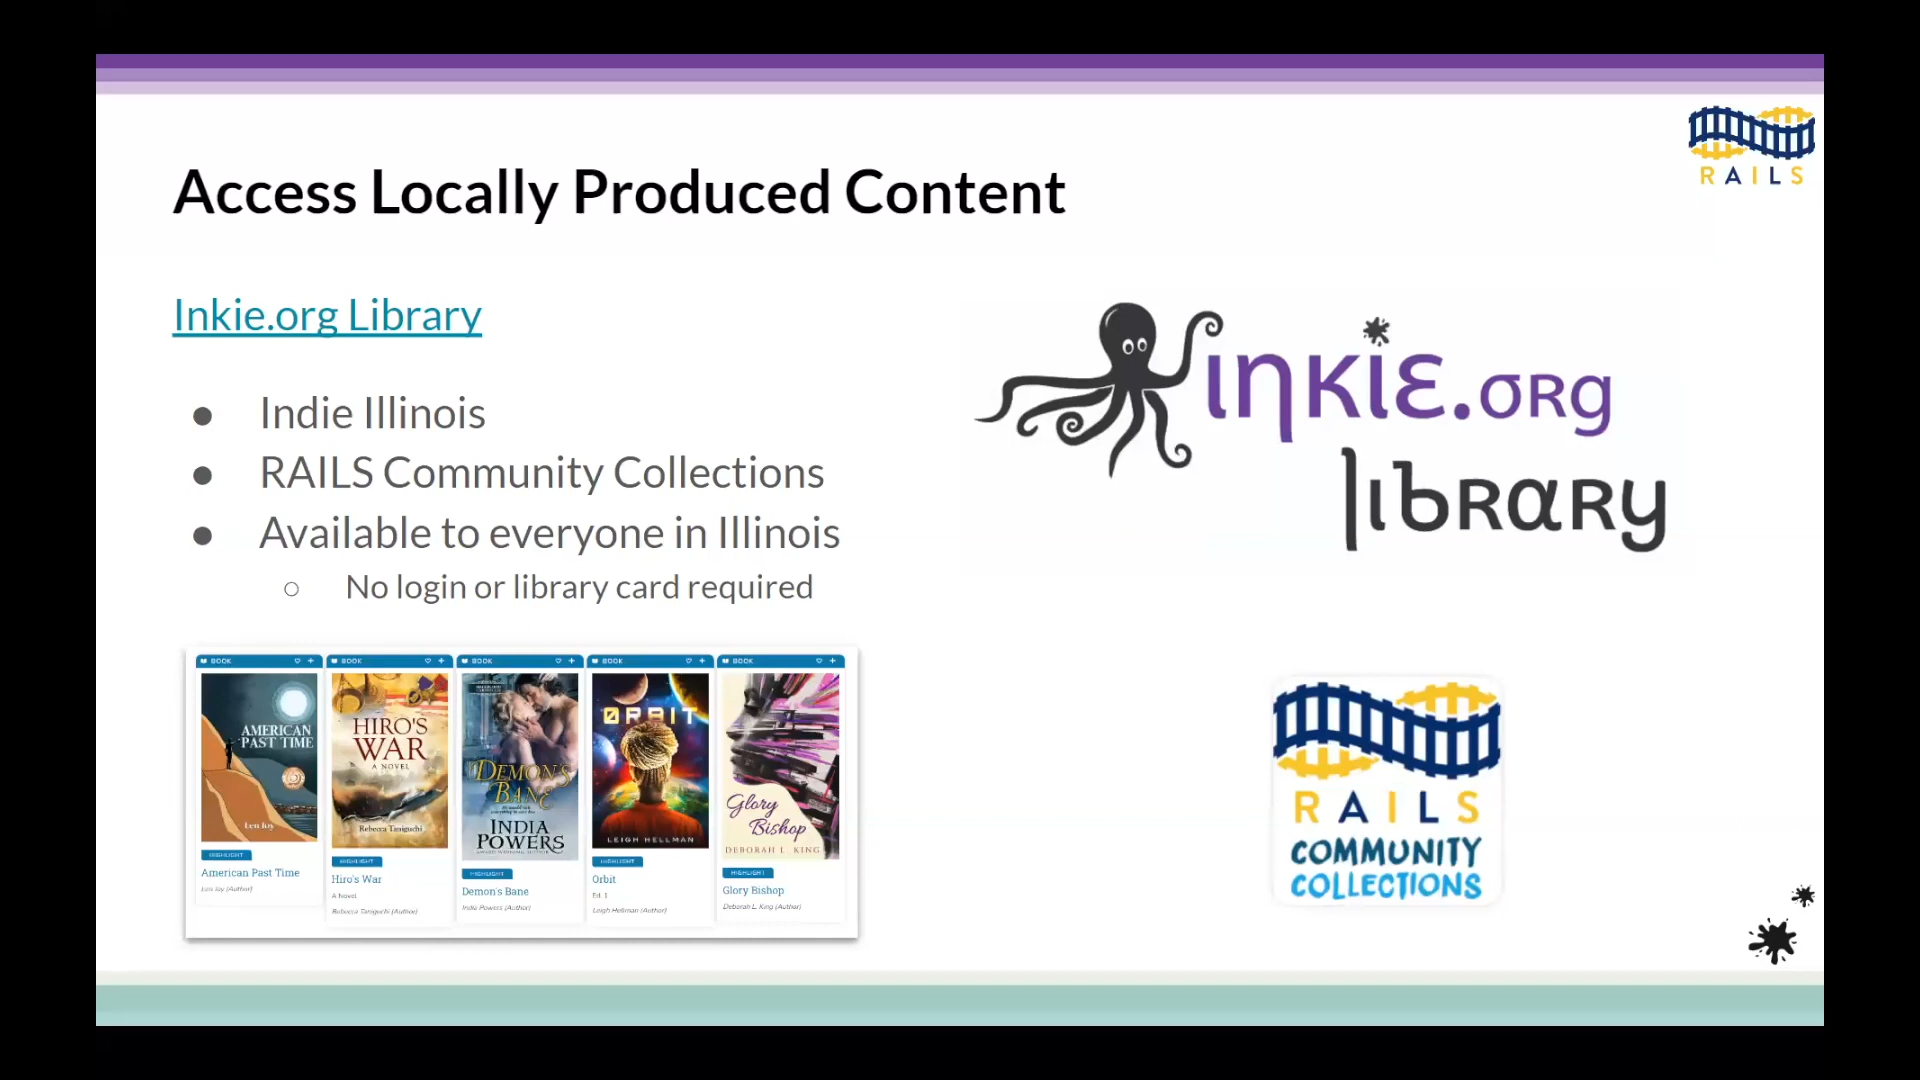 RAILS
Access Locally Produced Content
Inkie.org Library
Indie Illinois
RAILS Community Collections
Available to everyone in Illinois
No login or library card required
inkie.org
library
BOOK BOOK BOOK BOOK BOOK
AMERICAN
PAST TIME
Len Joy
HIGHLIGHT
American Past Time
Len Joy (Author)
HIRO'S
WAR
A NOVEL
Rebecca Taniguchi
HIGHLIGHT
Hiro's War
A Novel
Rebecca Taniguchi (Author)
DEMON'S
BANE
INDIA
POWERS
HIGHLIGHT
Demon's Bane
India Powers (Author)
ORBIT
LEIGH HELLMAN
HIGHLIGHT
Orbit
Ed. 1
Leigh Hellman (Author)
Glory
Bishop
DEBORAH L. KING
HIGHLIGHT
Glory Bishop
Deborah L. King (Author)
RAILS
COMMUNITY
COLLECTIONS